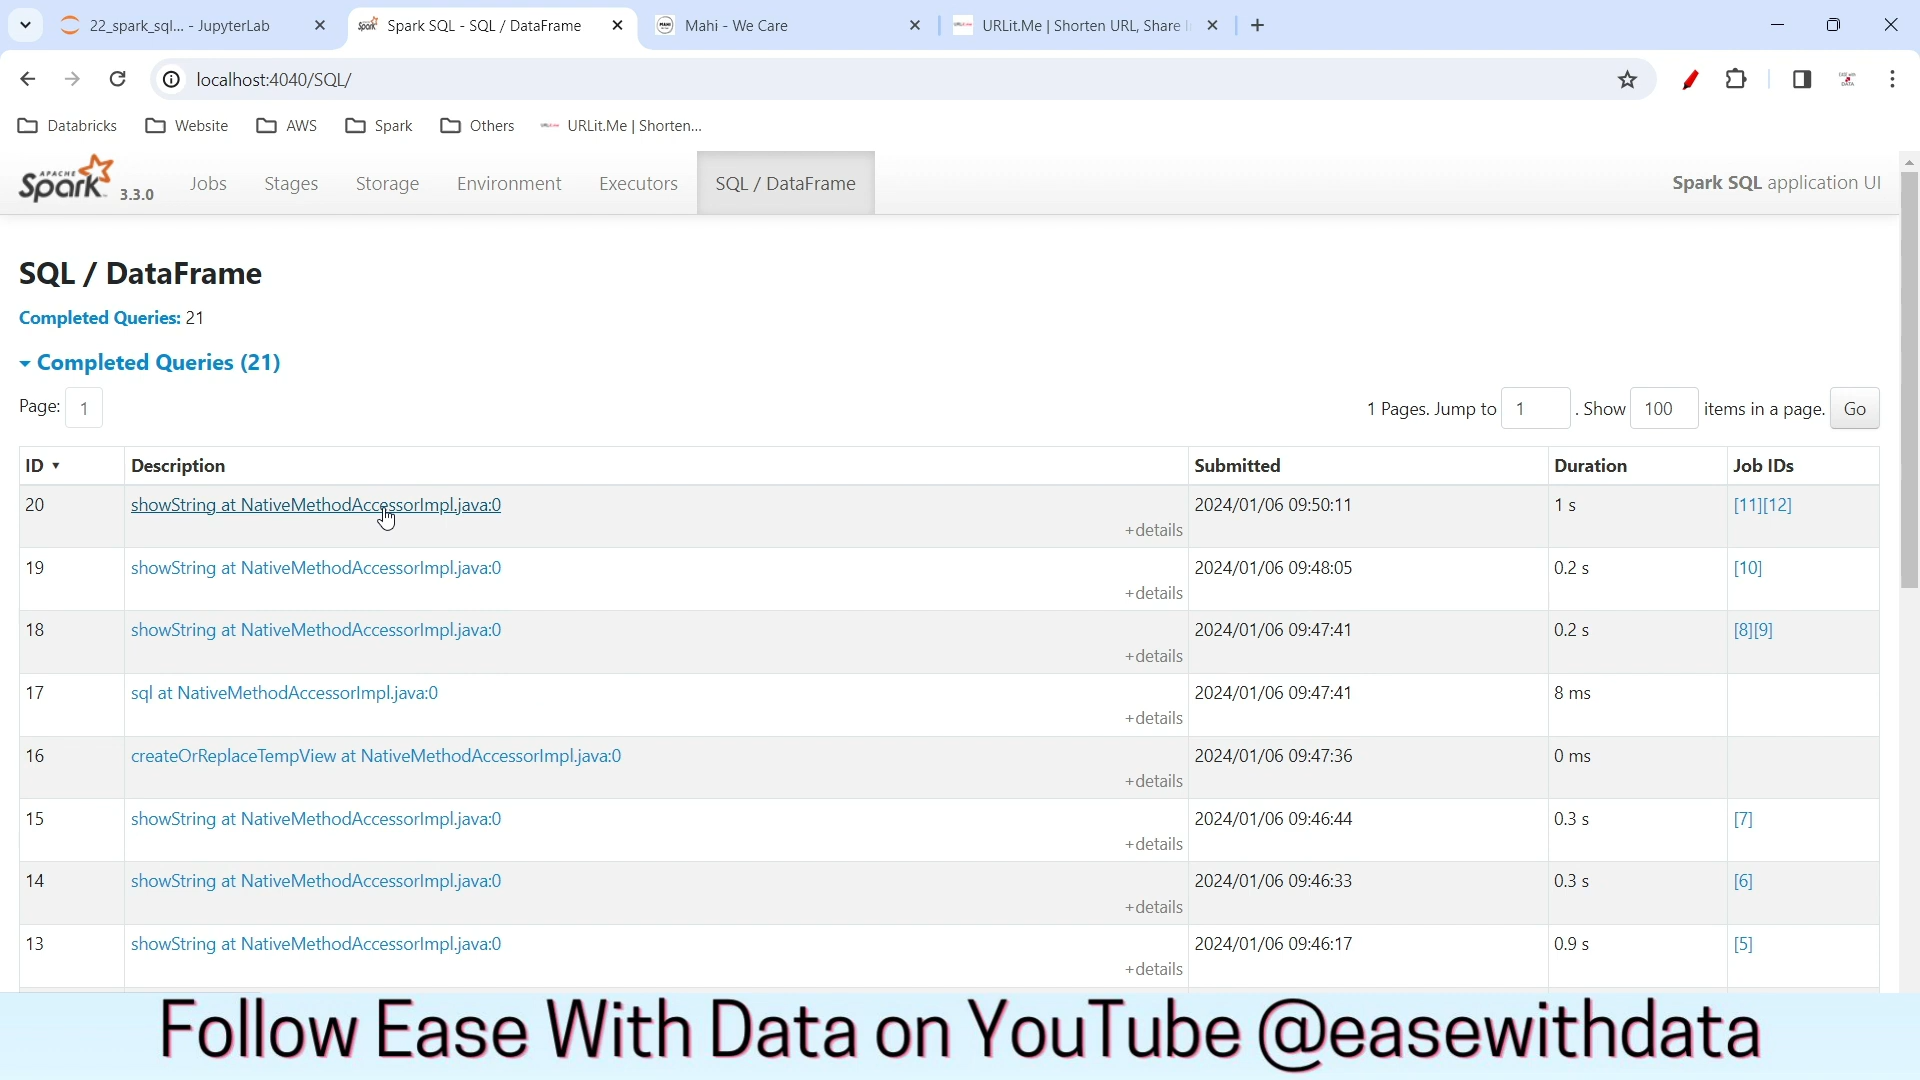 22_spark_sql... - JupyterLab
Spark SQL - SQL / DataFrame
Mahi - We Care
URLit.Me | Shorten URL, Share
localhost:4040/SQL/
Databricks
Website
AWS
Spark
Others
URLit.Me | Shorten...
APACHE Spark 3.3.0
Jobs
Stages
Storage
Environment
Executors
SQL / DataFrame
Spark SQL application UI
SQL / DataFrame
Completed Queries: 21
Completed Queries (21)
Page: 1
1 Pages. Jump to 1 . Show 100 items in a page. Go
ID Description Submitted Duration Job IDs
20 showString at NativeMethodAccessorImpl.java:0 2024/01/06 09:50:11 1 s [11][12]
+details
19 showString at NativeMethodAccessorImpl.java:0 2024/01/06 09:48:05 0.2 s [10]
+details
18 showString at NativeMethodAccessorImpl.java:0 2024/01/06 09:47:41 0.2 s [8][9]
+details
17 sql at NativeMethodAccessorImpl.java:0 2024/01/06 09:47:41 8 ms
+details
16 createOrReplaceTempView at NativeMethodAccessorImpl.java:0 2024/01/06 09:47:36 0 ms
+details
15 showString at NativeMethodAccessorImpl.java:0 2024/01/06 09:46:44 0.3 s [7]
+details
14 showString at NativeMethodAccessorImpl.java:0 2024/01/06 09:46:33 0.3 s [6]
+details
13 showString at NativeMethodAccessorImpl.java:0 2024/01/06 09:46:17 0.9 s [5]
+details
Follow Ease With Data on YouTube @easewithdata